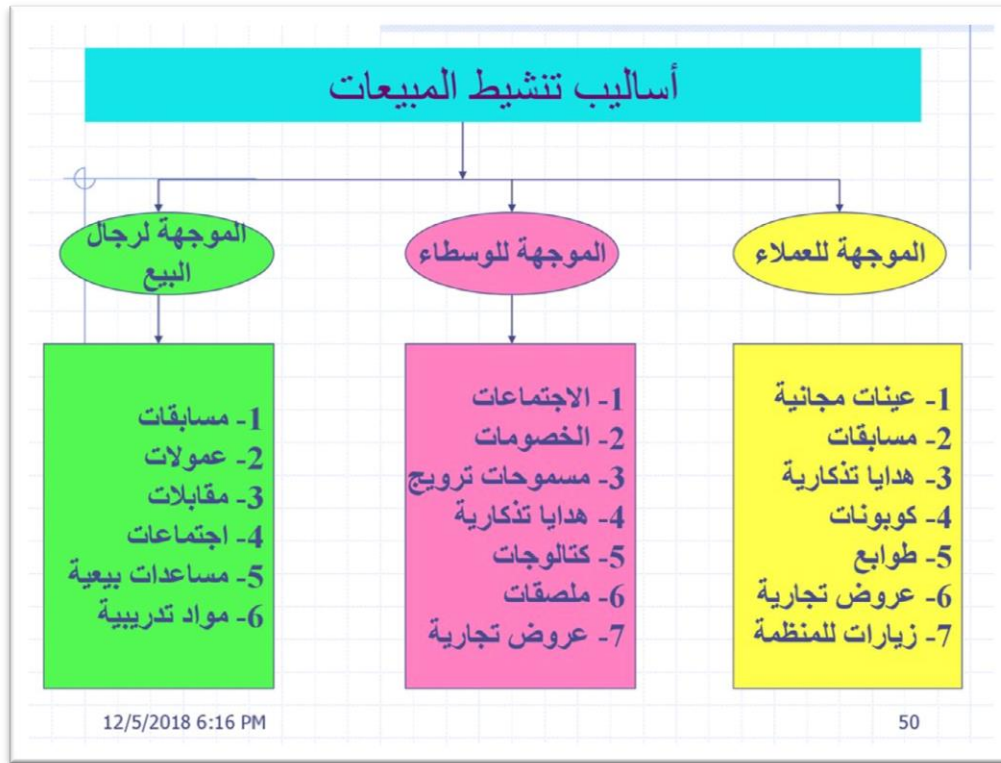 أساليب تنشيط المبيعات
الموجهة للعملاء
1- عينات مجانية
2- مسابقات
3- هدايا تذكارية
4- كوبونات
5- طوابع
6- عروض تجارية
7- زيارات للمنظمة
الموجهة للوسطاء
1- الاجتماعات
2- الخصومات
3- مسموحات ترويج
4- هدايا تذكارية
5- كتالوجات
6- ملصقات
7- عروض تجارية
الموجهة لرجال
البيع
1- مسابقات
2- عمولات
3- مقابلات
4- اجتماعات
5- مساعدات بيعية
6- مواد تدريبية
50
12/5/2018 6:16 PM